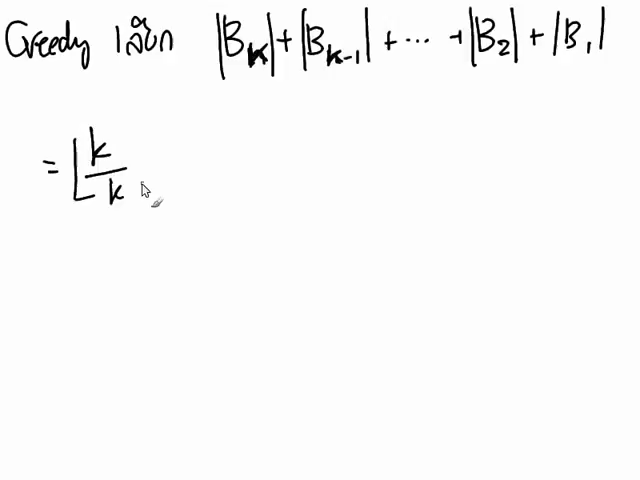 Greedy เลือก |B_k| + |B_{k-1}| + ... + |B_2| + |B_1|
= ⌊k/k